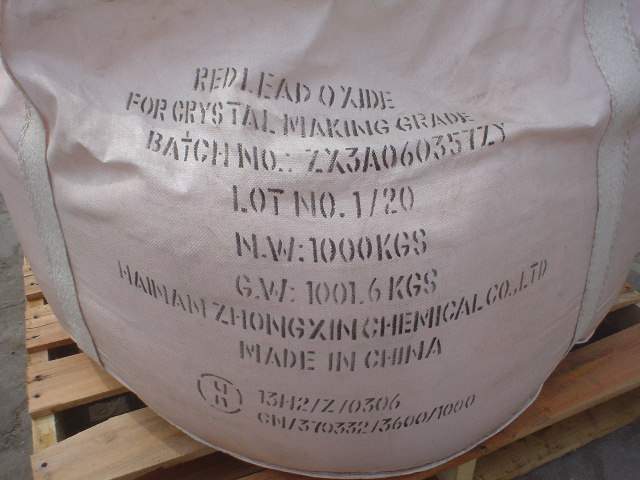 RED LEAD OXIDE
FOR CRYSTAL MAKING GRADE
BATCH NO.: ZX3A060357ZY
LOT NO. 1/20
N.W: 1000KGS
G.W: 1001.6 KGS
HAINAN ZHONGXIN CHEMICAL CO.,LTD
MADE IN CHINA
13H2/Z/0306
CN/370332/3600/1000